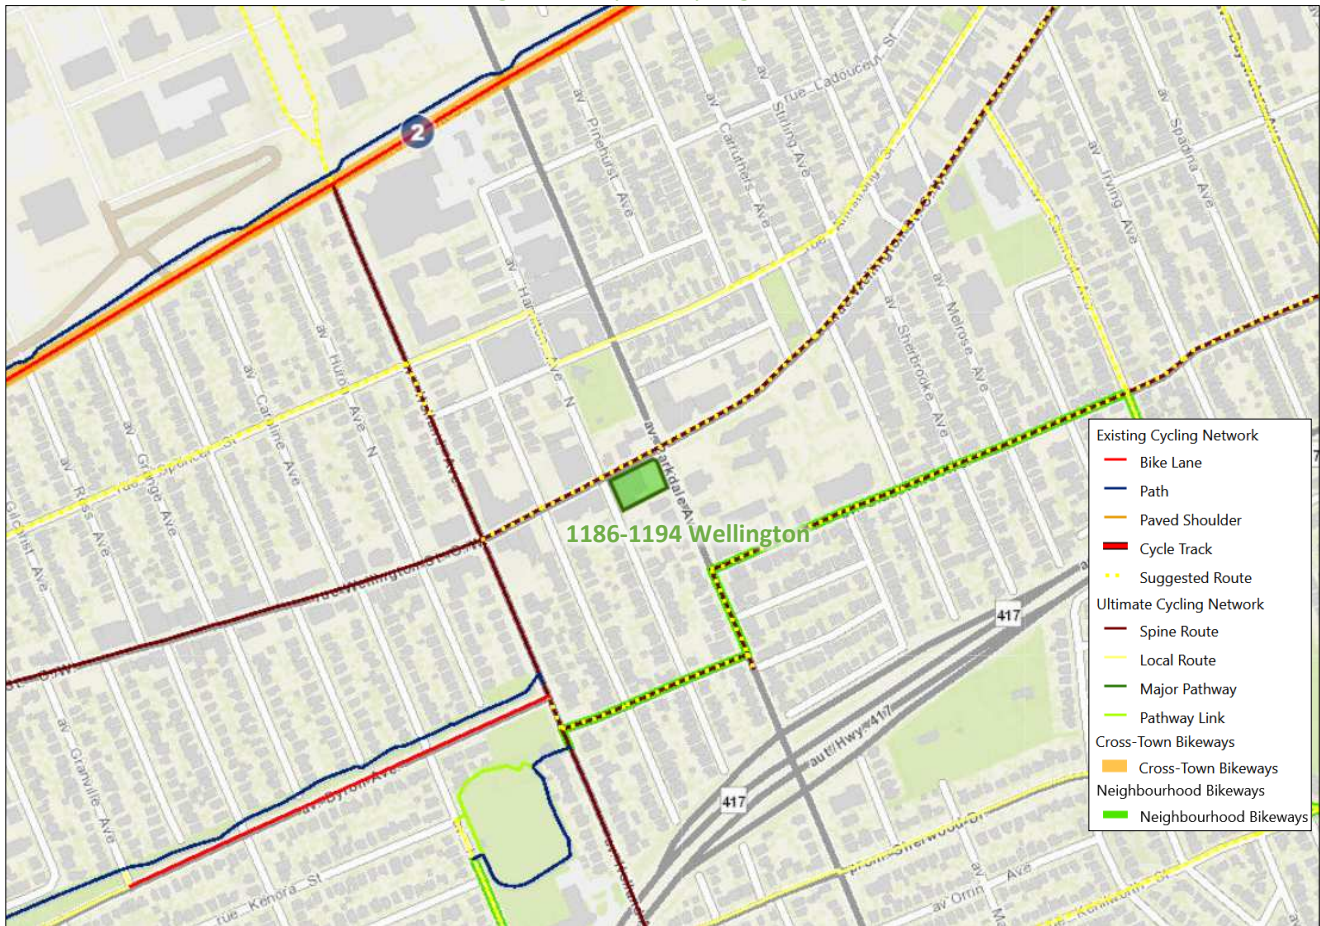 2
rue Ladouceur St
av Pinehurst Ave
av Carruthers Ave
av Stirling Ave
av Spadina Ave
av Irving Ave
av Melrose Ave
av Sherbrooke Ave
av Huron Ave N
av Caroline Ave
av Grange Ave
av Ross Ave
Gilchrist Ave
rue Spencer St
av Parkdale Av
1186-1194 Wellington
rue Wellington St. O./W.
St. O./W.
417
417
aut/Hwy. 417
av Granville Ave
av Byron Ave
rue Kenora St
prom. Sherwood Dr
av Orrin Ave
Existing Cycling Network
Bike Lane
Path
Paved Shoulder
Cycle Track
Suggested Route
Ultimate Cycling Network
Spine Route
Local Route
Major Pathway
Pathway Link
Cross-Town Bikeways
Cross-Town Bikeways
Neighbourhood Bikeways
Neighbourhood Bikeways